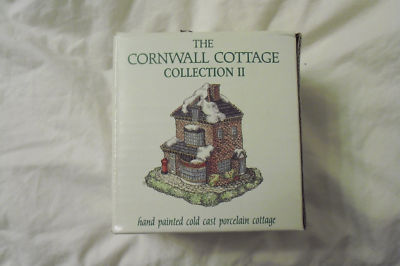 THE
CORNWALL COTTAGE
COLLECTION II
hand painted cold cast porcelain cottage